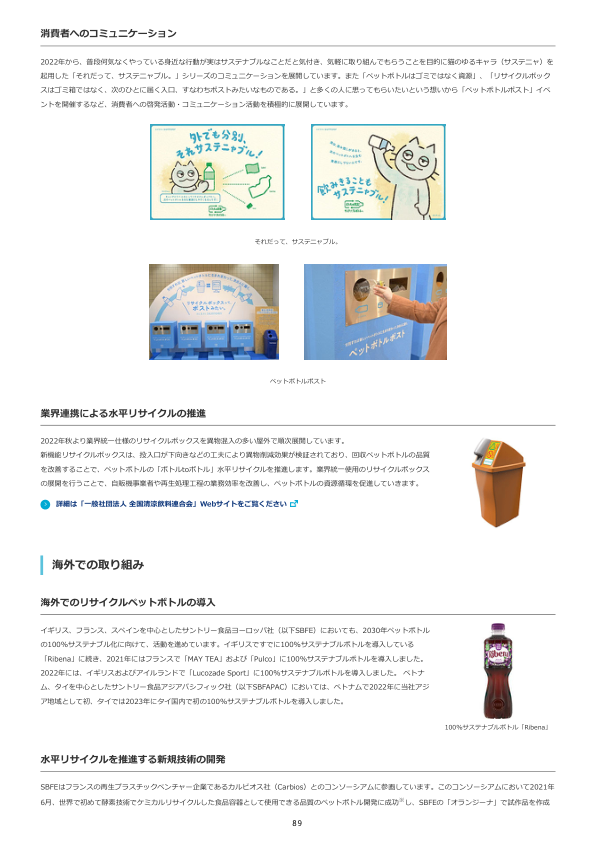 消費者へのコミュニケーション
2022年から、普段何気なくやっている身近な行動が実はサステナブルなことだと気付き、気軽に取り組んでもらうことを目的に猫のゆるキャラ（サステニャ）を
起用した「それだって、サステニャブル。」シリーズのコミュニケーションを展開しています。また「ペットボトルはゴミではなく資源」、「リサイクルボック
スはゴミ箱ではなく、次のひとに届く入口、すなわちポストみたいなものである。」と多くの人に思ってもらいたいという想いから「ペットボトルポスト」イベ
ントを開催するなど、消費者への啓発活動・コミュニケーション活動を積極的に展開しています。
外でも分別、
それサステニャブル！
飲みきることも
サステニャブル！
それだって、サステニャブル。
リサイクルボックスって、
ポストみたい。
ペットボトルポスト
ペットボトルポスト
業界連携による水平リサイクルの推進
2022年秋より業界統一仕様のリサイクルボックスを異物混入の多い屋外で順次展開しています。
新機能リサイクルボックスは、投入口が下向きなどの工夫により異物削減効果が検証されており、回収ペットボトルの品質
を改善することで、ペットボトルの「ボトルtoボトル」水平リサイクルを推進します。業界統一使用のリサイクルボックス
の展開を行うことで、自販機事業者や再生処理工程の業務効率を改善し、ペットボトルの資源循環を促進していきます。
詳細は「一般社団法人 全国清涼飲料連合会」Webサイトをご覧ください
海外での取り組み
海外でのリサイクルペットボトルの導入
イギリス、フランス、スペインを中心としたサントリー食品ヨーロッパ社（以下SBFE）においても、2030年ペットボトル
の100％サステナブル化に向けて、活動を進めています。イギリスですでに100％サステナブルボトルを導入している
「Ribena」に続き、2021年にはフランスで「MAY TEA」および「Pulco」に100％サステナブルボトルを導入しました。
2022年には、イギリスおよびアイルランドで「Lucozade Sport」に100％サステナブルボトルを導入しました。 ベトナ
ム、タイを中心としたサントリー食品アジアパシフィック社（以下SBFAPAC）においては、ベトナムで2022年に当社アジ
ア地域として初、タイでは2023年にタイ国内で初の100％サステナブルボトルを導入しました。
Ribena
100％サステナブルボトル「Ribena」
水平リサイクルを推進する新規技術の開発
SBFEはフランスの再生プラスチックベンチャー企業であるカルビオス社（Carbios）とのコンソーシアムに参画しています。このコンソーシアムにおいて2021年
6月、世界で初めて酵素技術でケミカルリサイクルした食品容器として使用できる品質のペットボトル開発に成功し、SBFEの「オランジーナ」で試作品を作成
89